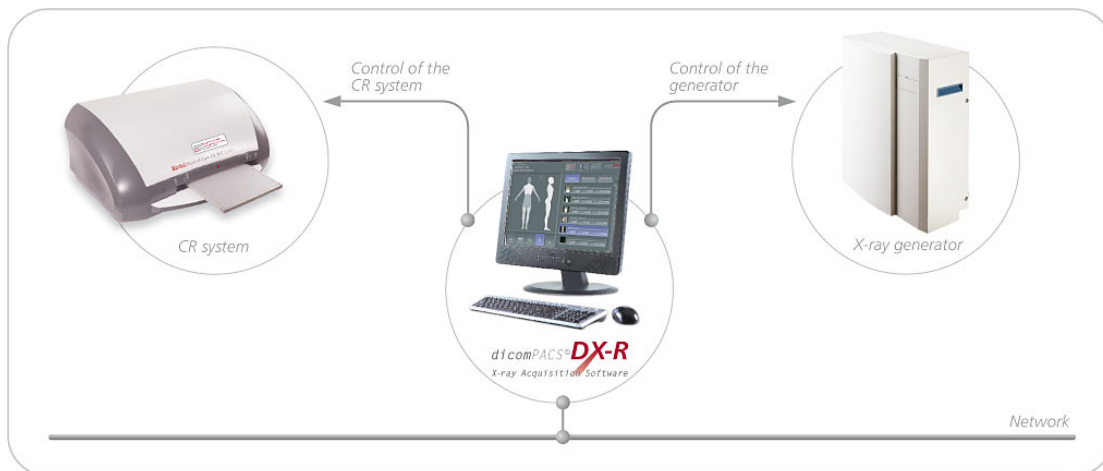 Control of the
CR system
Control of the
generator
CR system
X-ray generator
dicomPACS®DX-R
X-ray Acquisition Software
Network